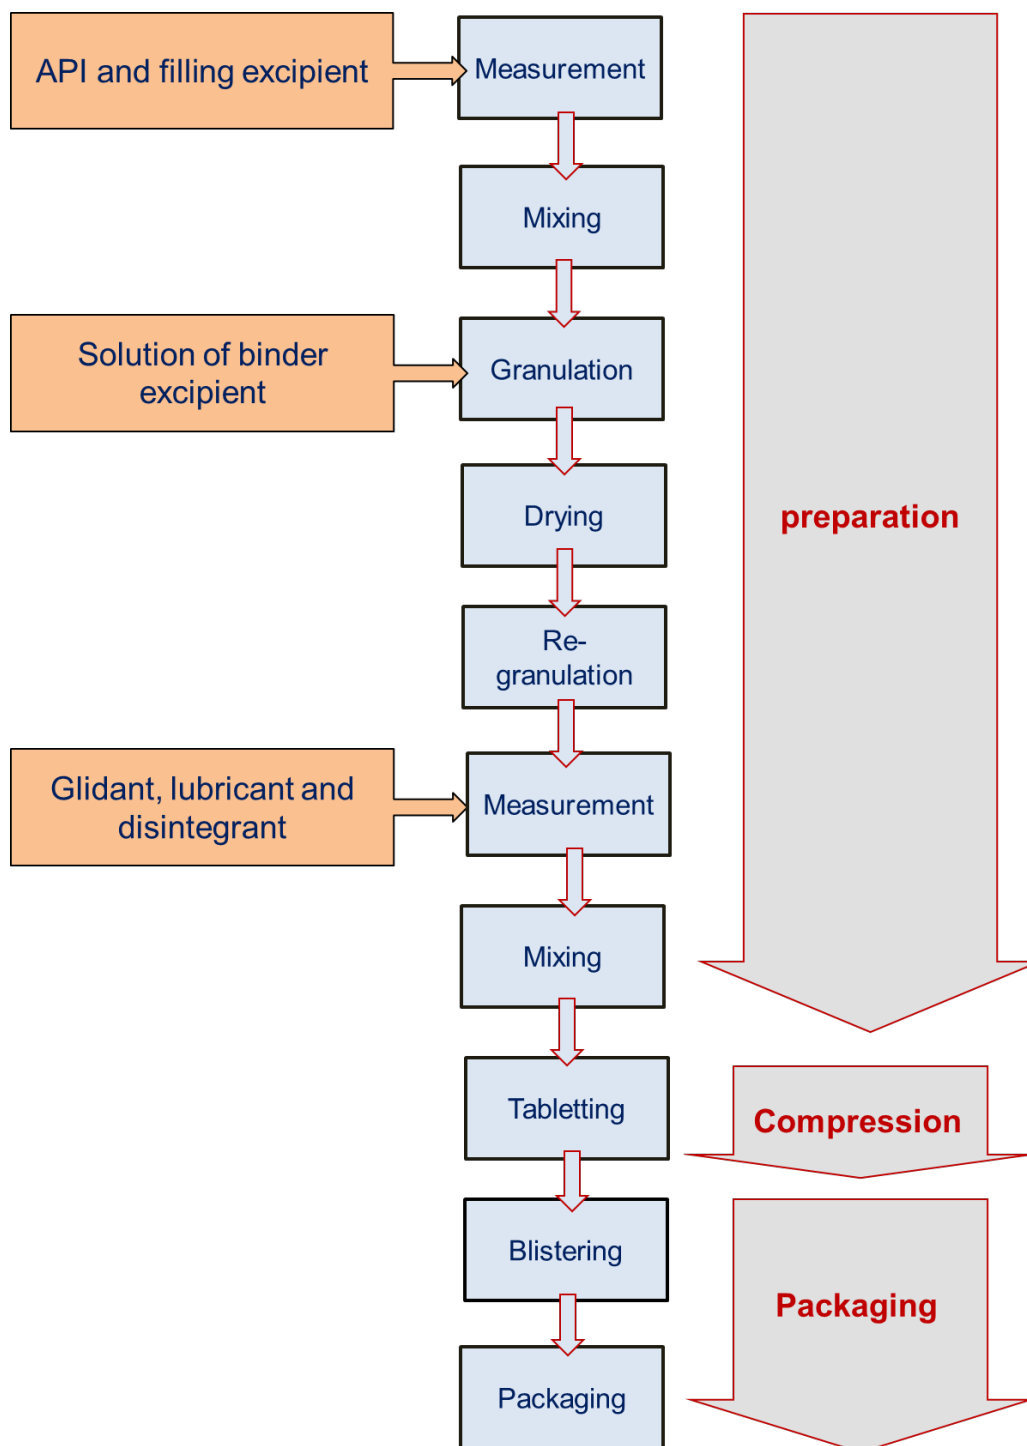 API and filling excipient
Measurement
Mixing
Solution of binder
excipient
Granulation
Drying
preparation
Re-
granulation
Glidant, lubricant and
disintegrant
Measurement
Mixing
Tabletting
Compression
Blistering
Packaging
Packaging